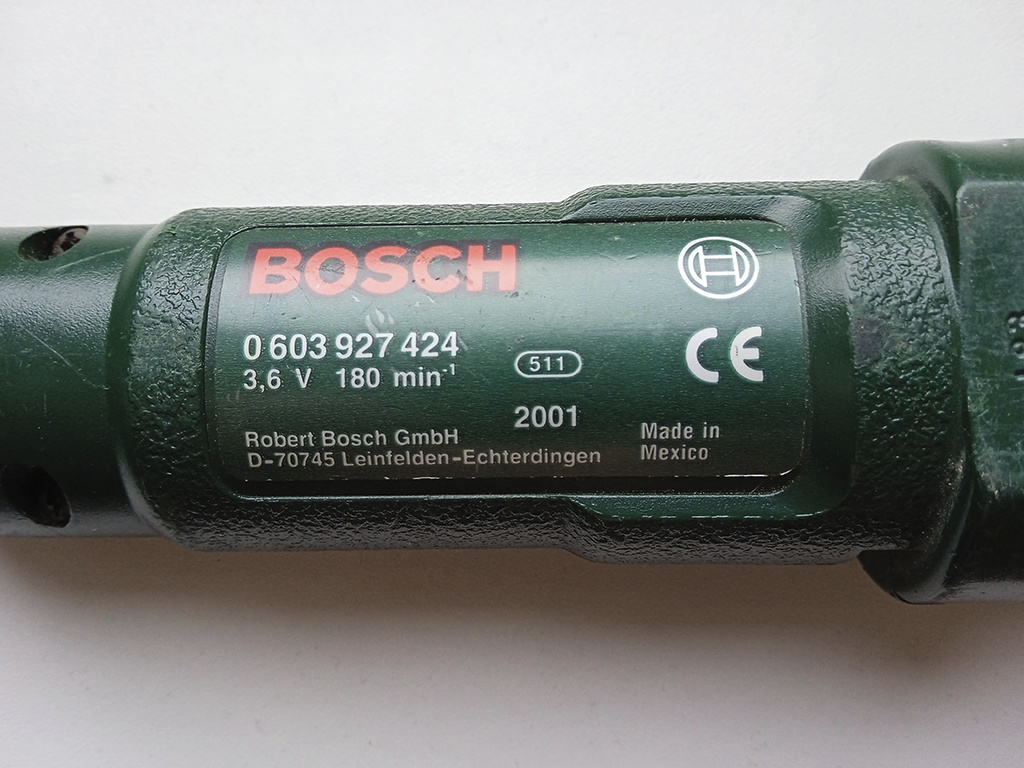 BOSCH
0 603 927 424
3,6 V 180 min⁻¹
511
2001
Robert Bosch GmbH
D-70745 Leinfelden-Echterdingen
CE
Made in
Mexico